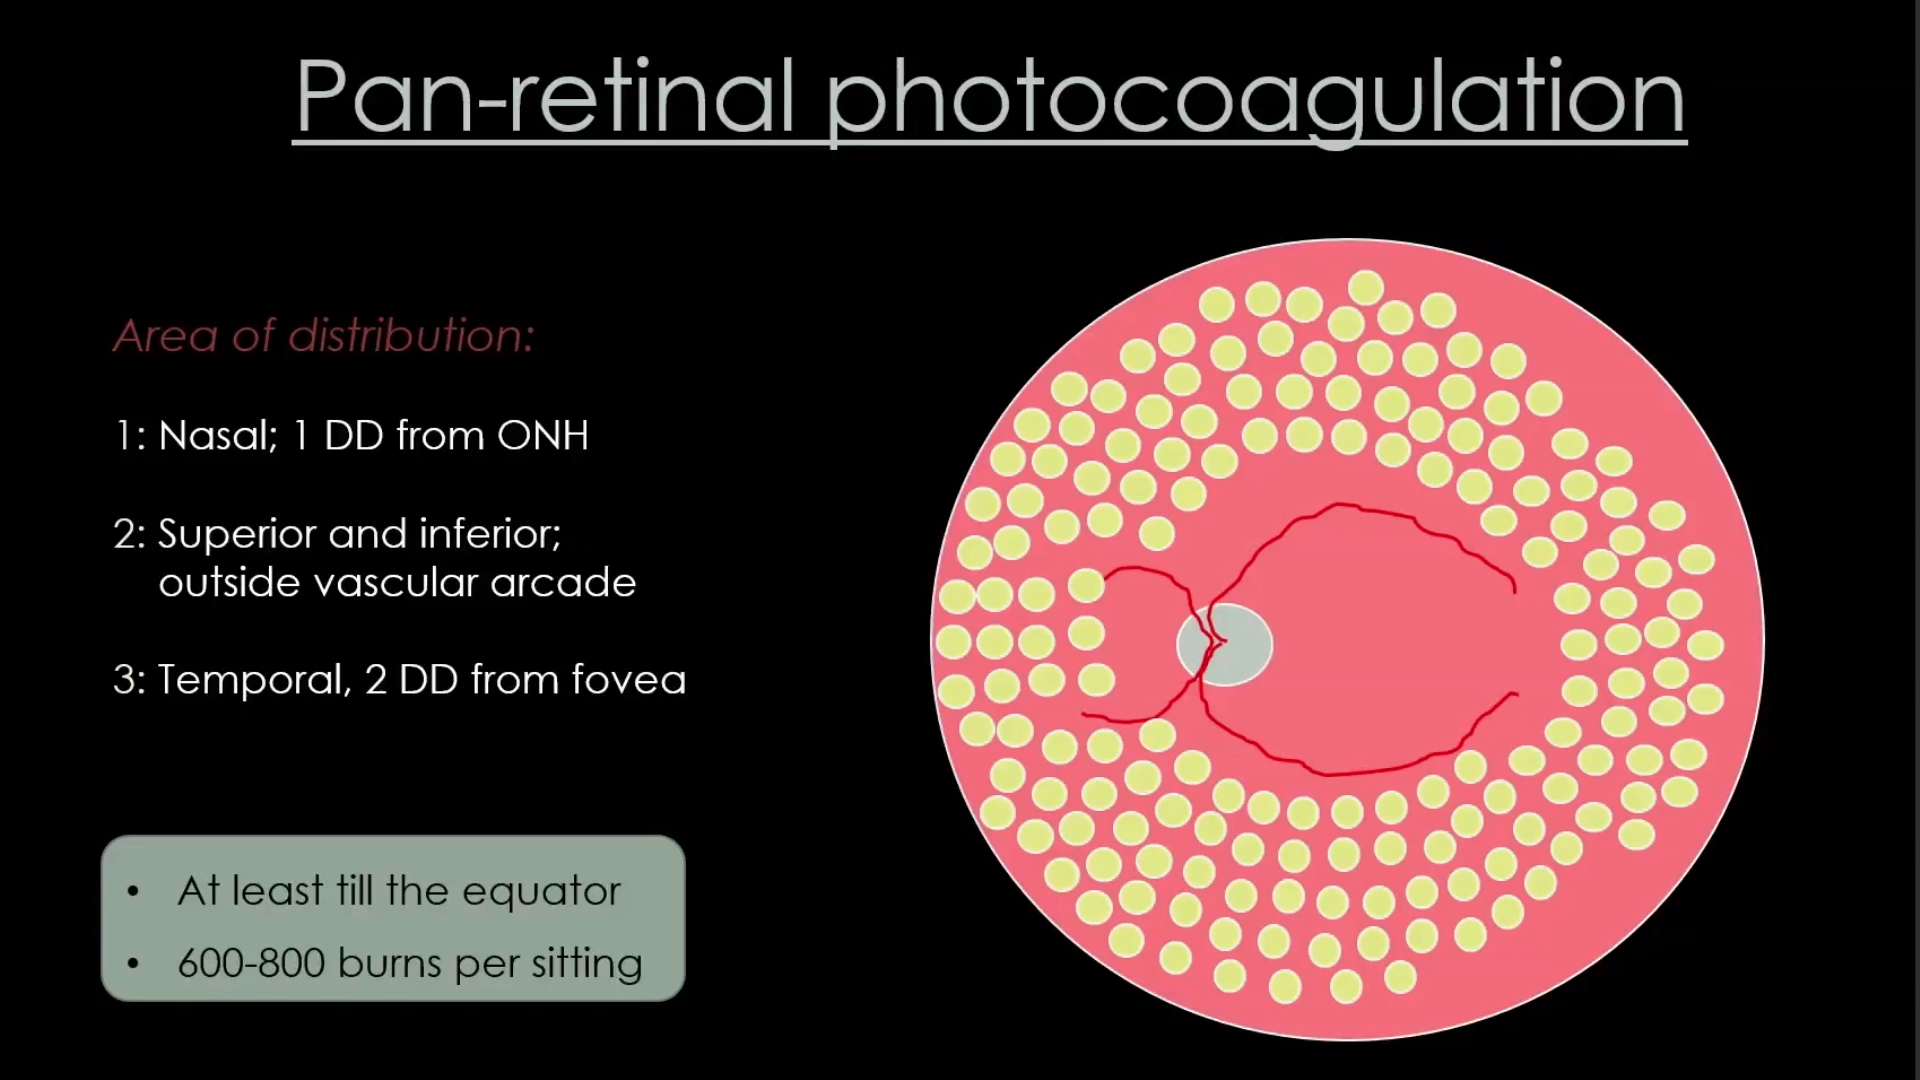 Pan-retinal photocoagulation
Area of distribution:
1: Nasal; 1 DD from ONH
2: Superior and inferior;
outside vascular arcade
3: Temporal, 2 DD from fovea
• At least till the equator
• 600-800 burns per sitting